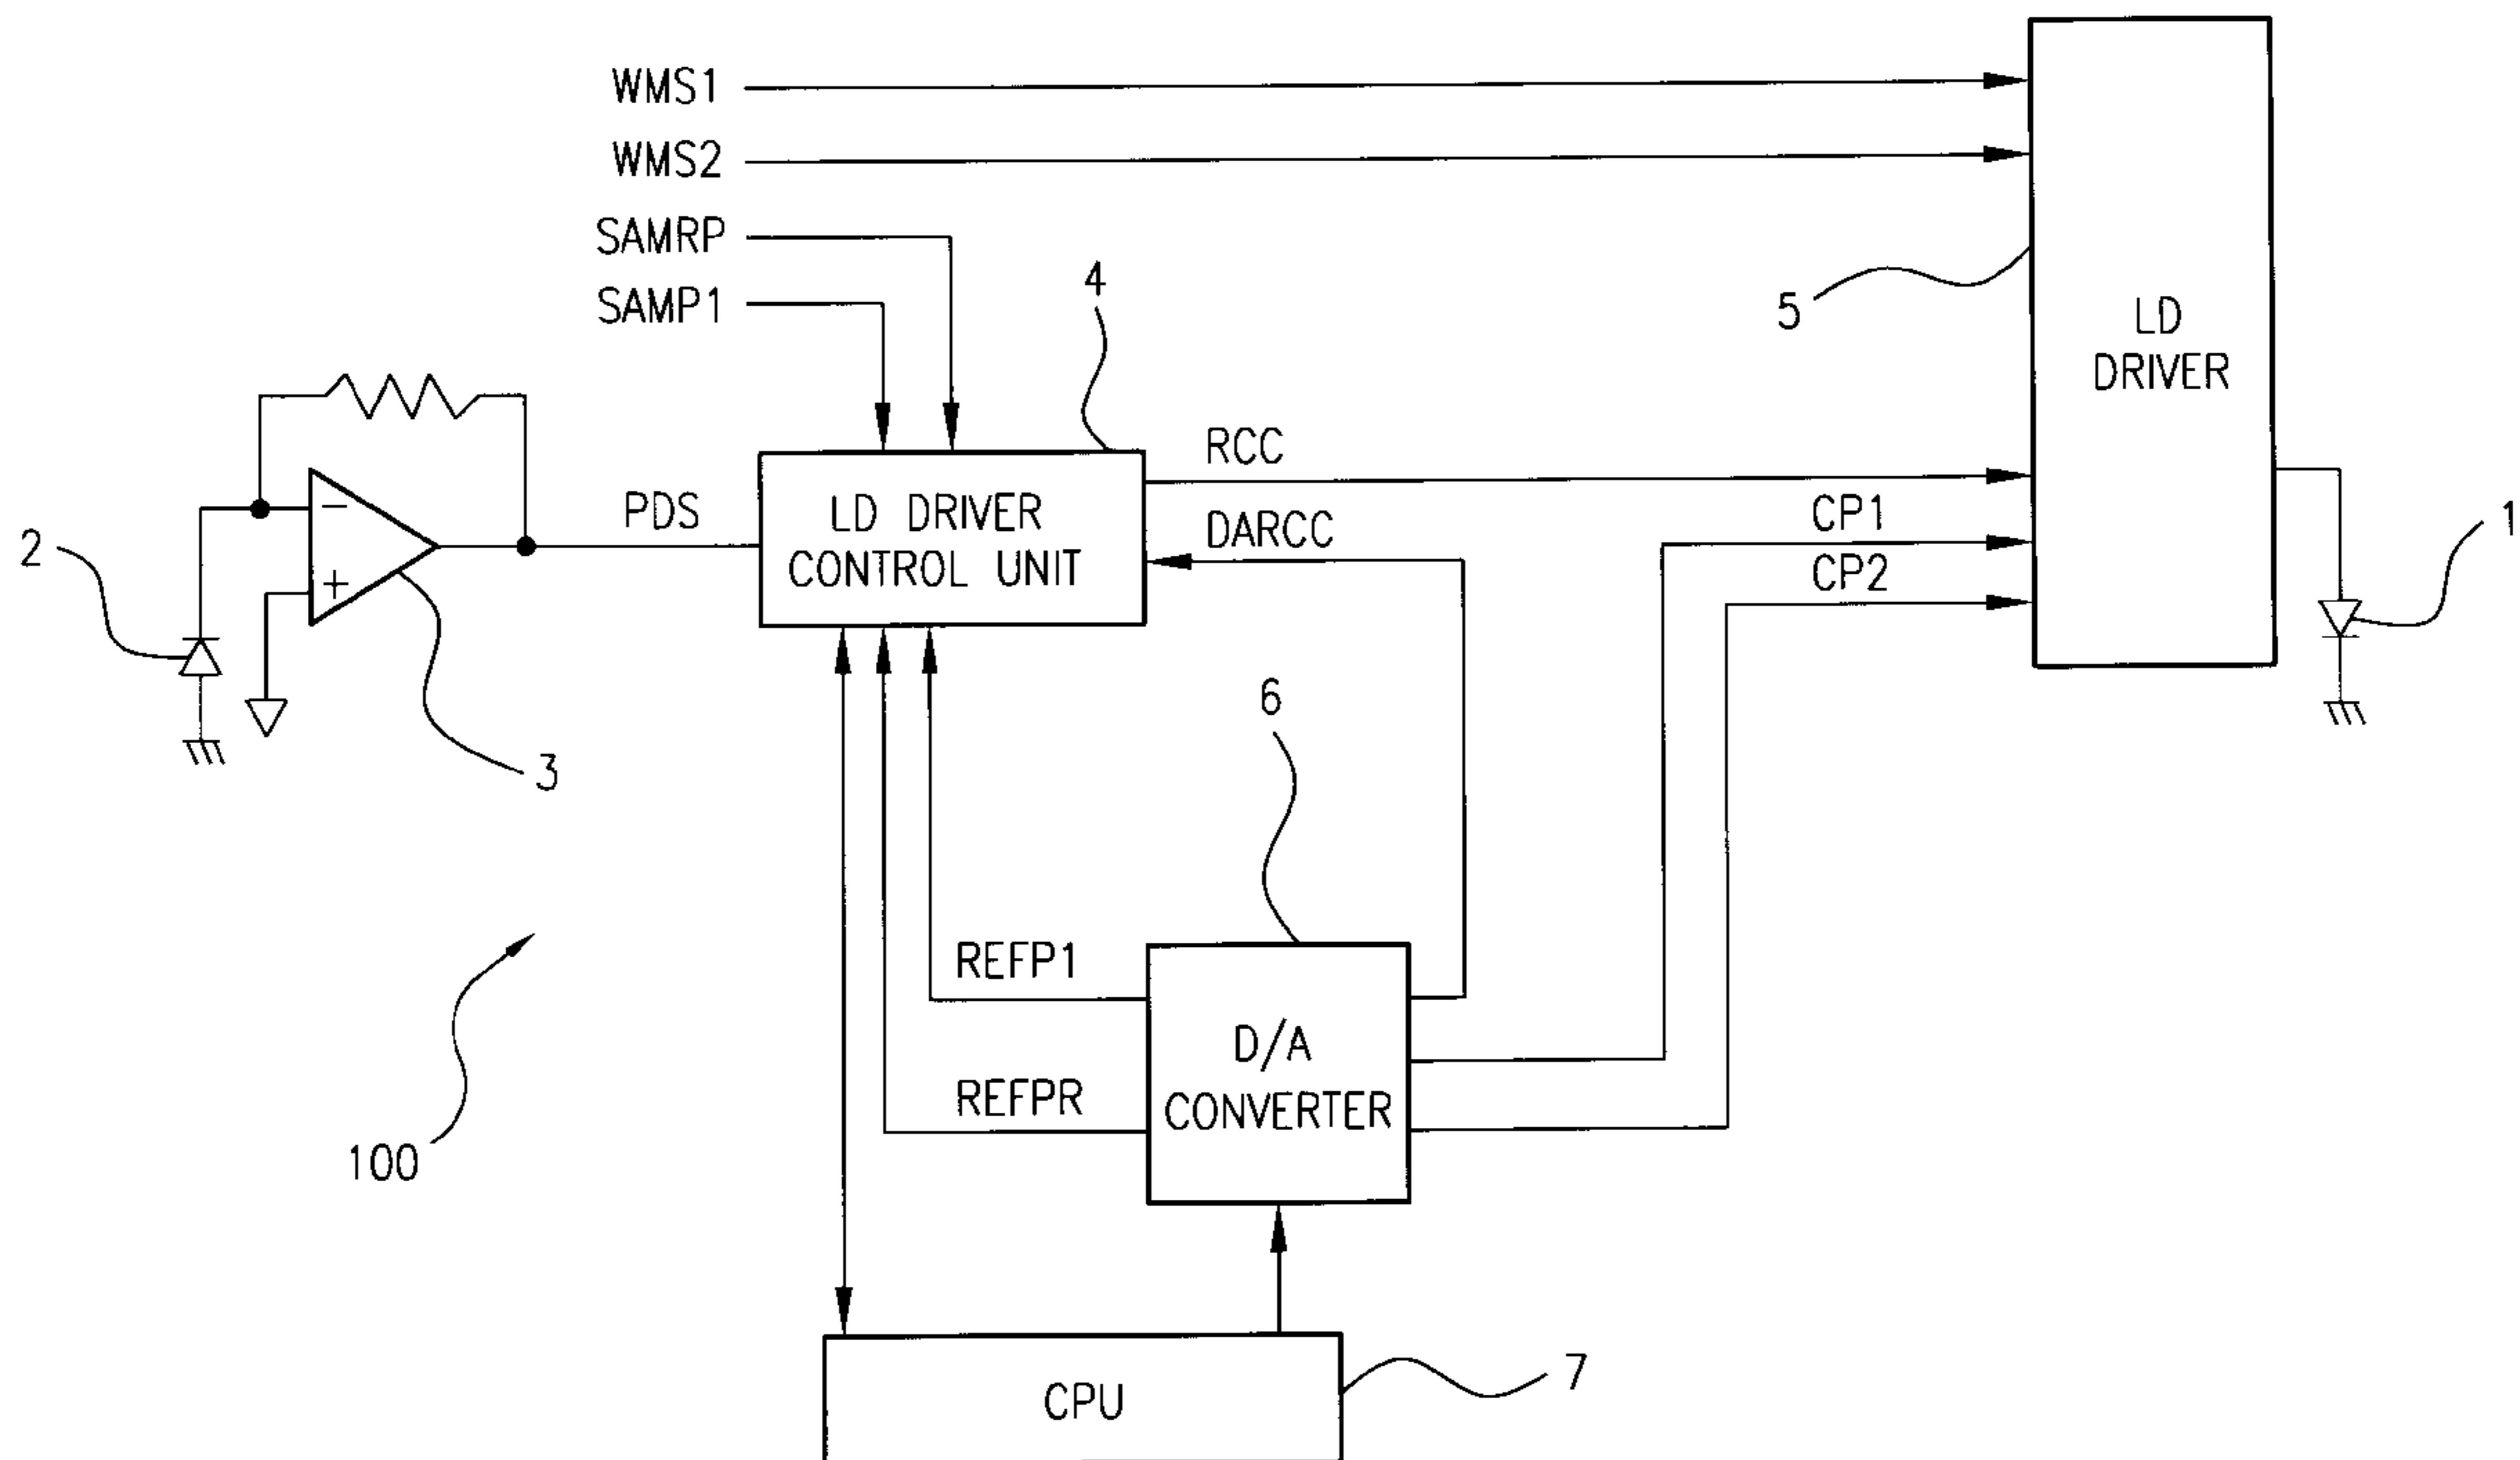 WMS1
WMS2
SAMRP
SAMP1
4
5
LD
DRIVER
RCC
PDS
LD DRIVER
CONTROL UNIT
DARCC
CP1
CP2
1
2
-
+
3
6
REFP1
D/A
CONVERTER
REFPR
100
CPU
7